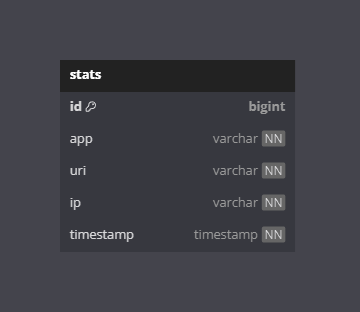 stats
id bigint
app varchar NN
uri varchar NN
ip varchar NN
timestamp timestamp NN